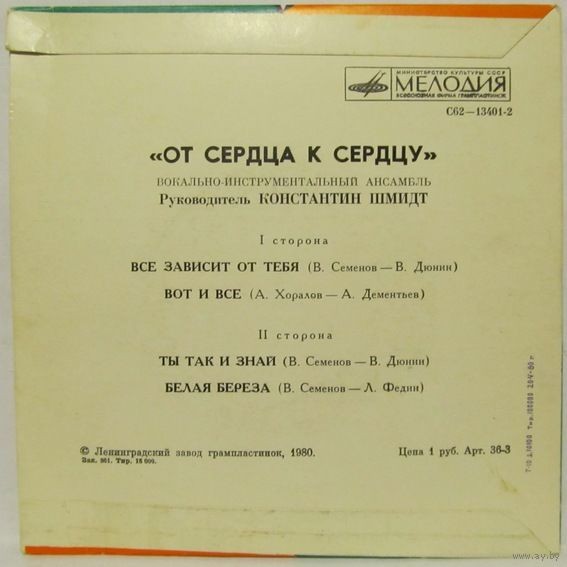 МИНИСТЕРСТВО КУЛЬТУРЫ СССР
МЕЛОДИЯ
ВСЕСОЮЗНАЯ ФИРМА ГРАМПЛАСТИНОК
С62—13401-2
«ОТ СЕРДЦА К СЕРДЦУ»
ВОКАЛЬНО-ИНСТРУМЕНТАЛЬНЫЙ АНСАМБЛЬ
Руководитель КОНСТАНТИН ШМИДТ
I сторона
ВСЕ ЗАВИСИТ ОТ ТЕБЯ (В. Семенов — В. Дюнин)
ВОТ И ВСЕ (А. Хоралов — А. Дементьев)
II сторона
ТЫ ТАК И ЗНАЙ (В. Семенов — В. Дюнин)
БЕЛАЯ БЕРЕЗА (В. Семенов — Л. Федин)
© Ленинградский завод грампластинок, 1980.
Зак. 861. Тир. 15 000.
Цена 1 руб. Арт. 36-3
www.ay.by